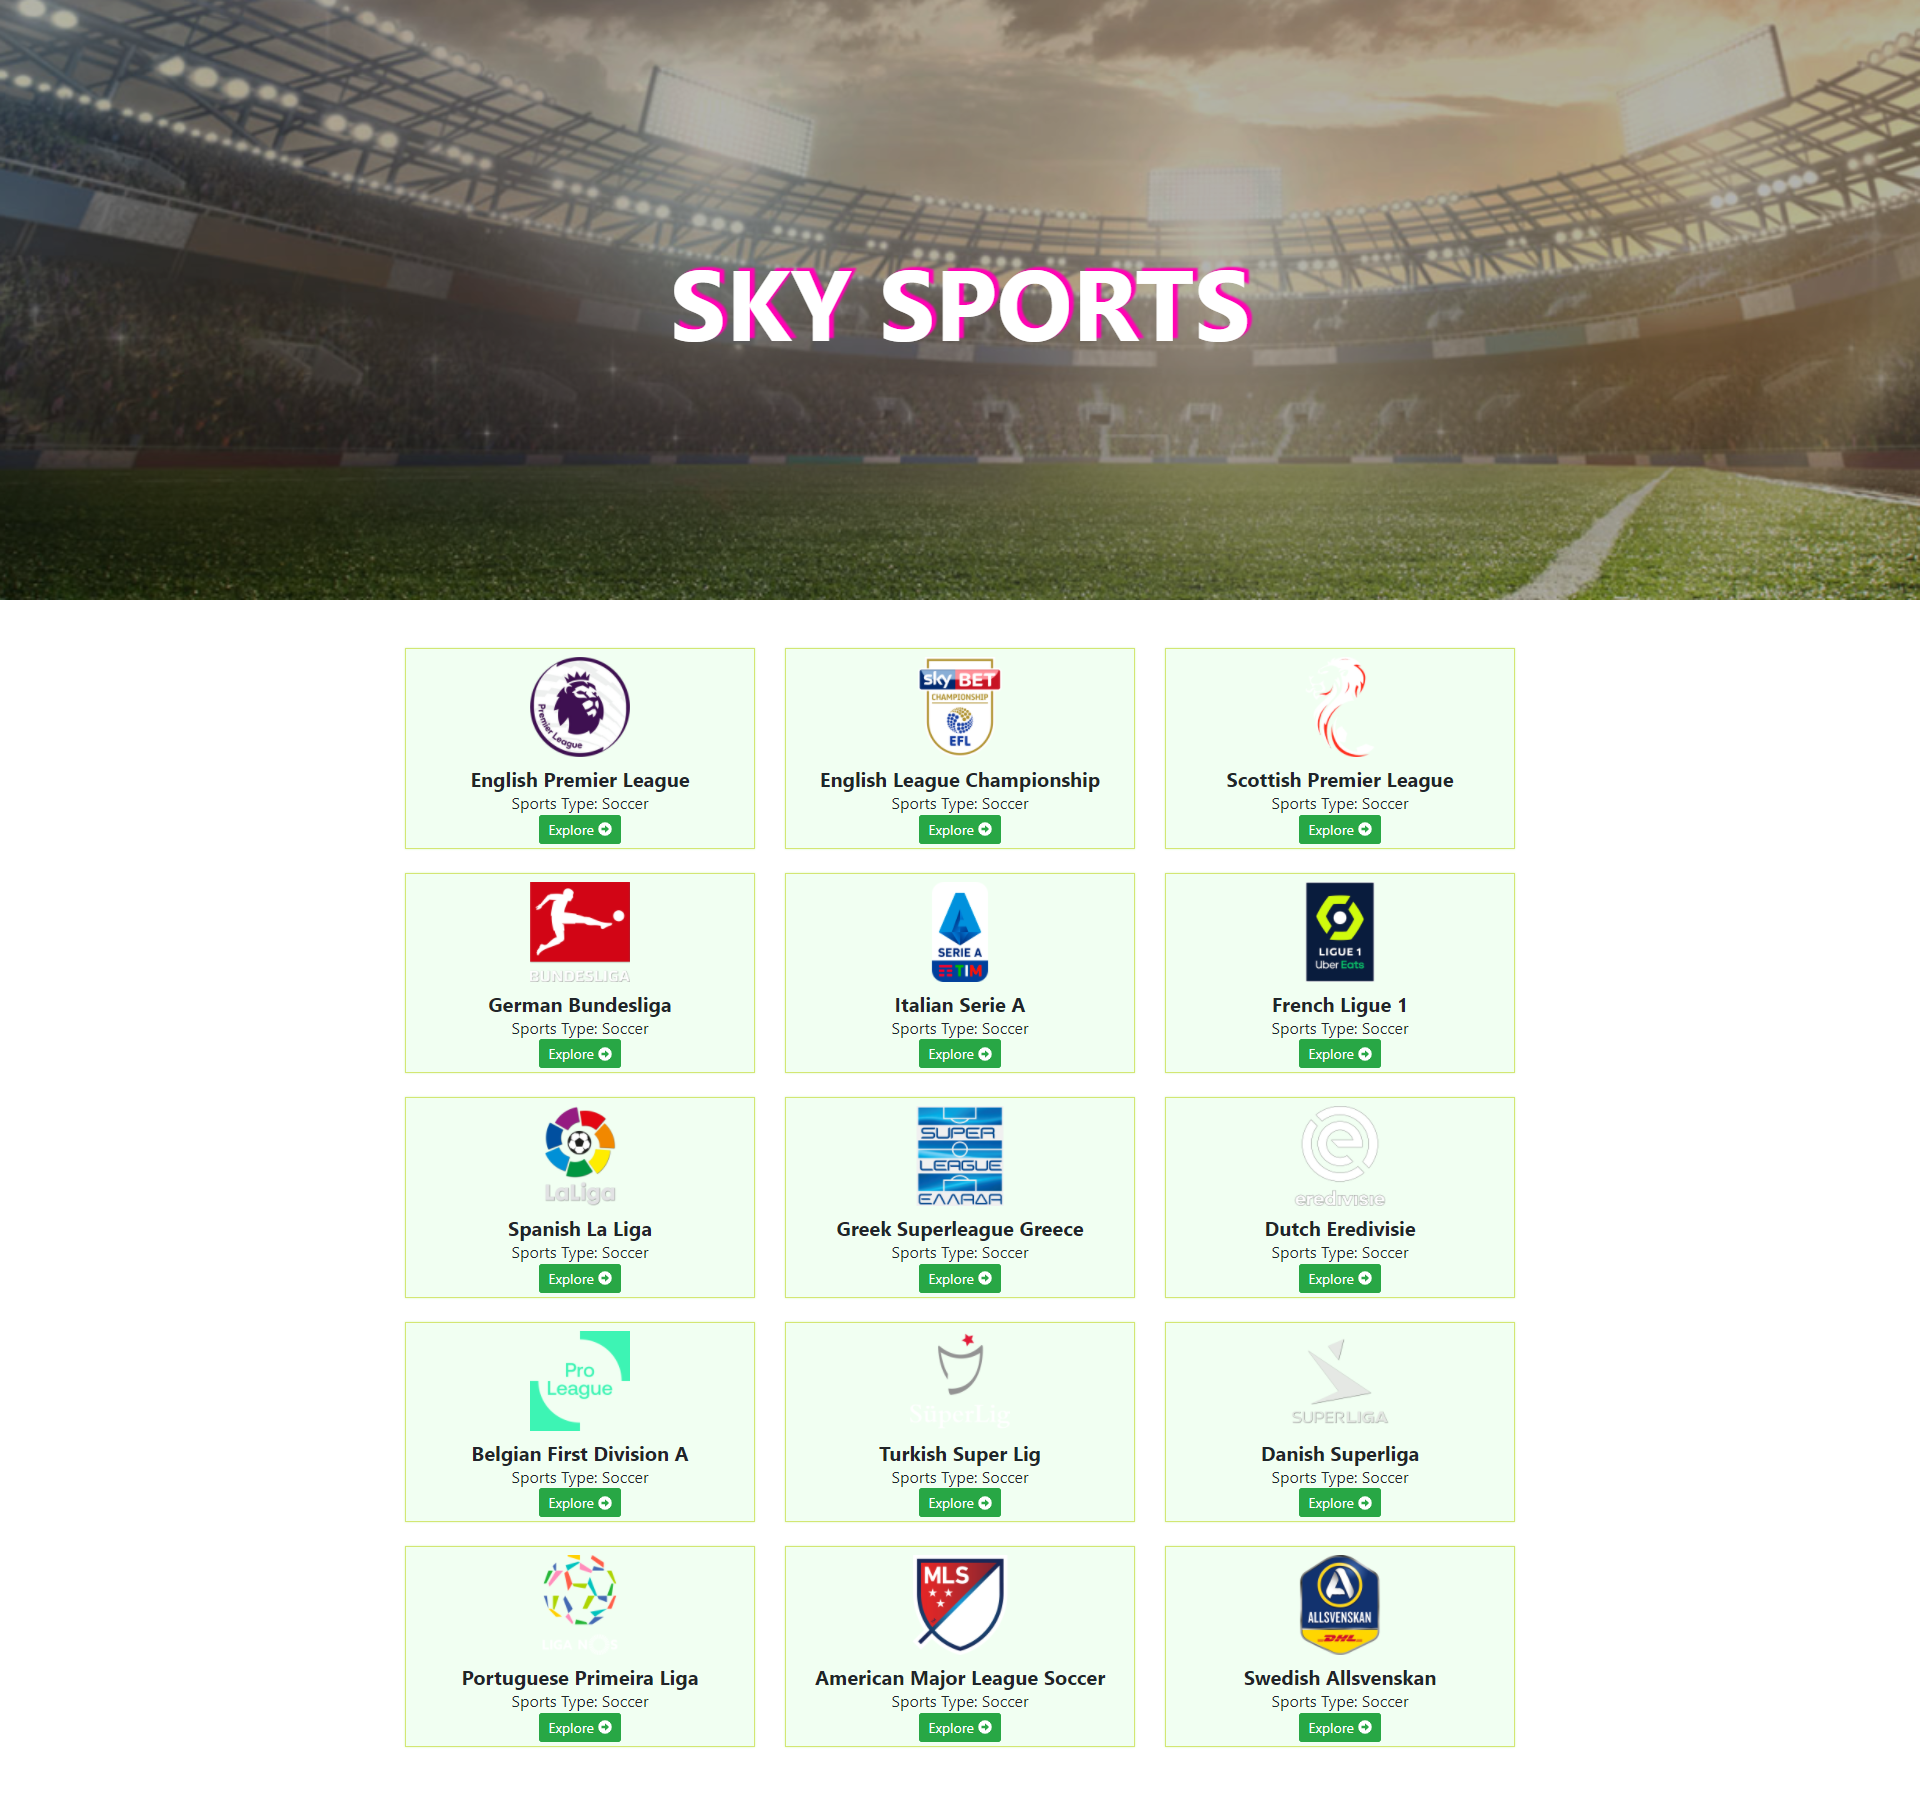 SKY SPORTS
Premier League
sky BET
CHAMPIONSHIP
EFL
English Premier League
Sports Type: Soccer
Explore
English League Championship
Sports Type: Soccer
Explore
Scottish Premier League
Sports Type: Soccer
Explore
BUNDESLIGA
SERIE A
TIM
LIGUE 1
Uber Eats
German Bundesliga
Sports Type: Soccer
Explore
Italian Serie A
Sports Type: Soccer
Explore
French Ligue 1
Sports Type: Soccer
Explore
LaLiga
SUPER
LEAGUE
ΕΛΛΑΔΑ
eredivisie
Spanish La Liga
Sports Type: Soccer
Explore
Greek Superleague Greece
Sports Type: Soccer
Explore
Dutch Eredivisie
Sports Type: Soccer
Explore
Pro
League
SüperLig
SUPERLIGA
Belgian First Division A
Sports Type: Soccer
Explore
Turkish Super Lig
Sports Type: Soccer
Explore
Danish Superliga
Sports Type: Soccer
Explore
LIGA NOS
MLS
A
ALLSVENSKAN
DHL
Portuguese Primeira Liga
Sports Type: Soccer
Explore
American Major League Soccer
Sports Type: Soccer
Explore
Swedish Allsvenskan
Sports Type: Soccer
Explore